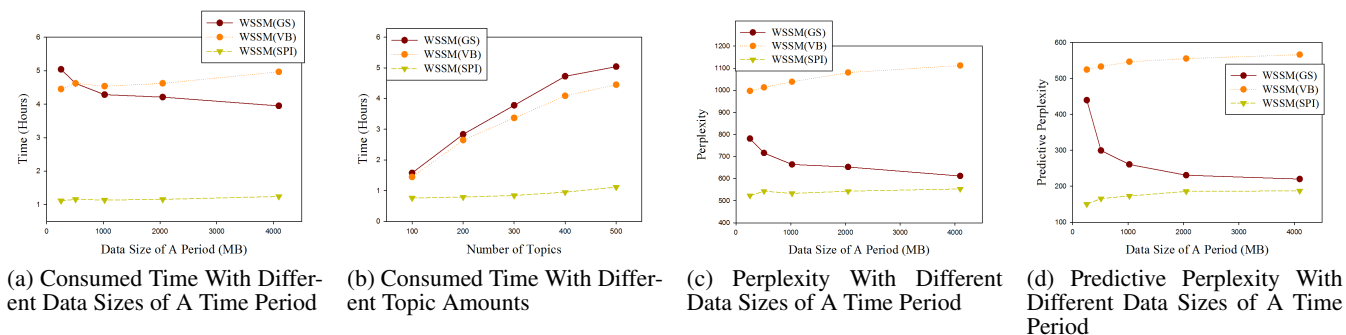 WSSM(GS)
WSSM(VB)
WSSM(SPI)
6
5
4
3
2
1
Time (Hours)
0
1000
2000
3000
4000
Data Size of A Period (MB)
(a) Consumed Time With Differ-
ent Data Sizes of A Time Period
WSSM(GS)
WSSM(VB)
WSSM(SPI)
6
5
4
3
2
1
0
Time (Hours)
100
200
300
400
500
Number of Topics
(b) Consumed Time With Differ-
ent Topic Amounts
WSSM(GS)
WSSM(VB)
WSSM(SPI)
1200
1100
1000
900
800
700
600
500
400
Perplexity
0
1000
2000
3000
4000
Data Size of A Period (MB)
(c) Perplexity With Different
Data Sizes of A Time Period
WSSM(GS)
WSSM(VB)
WSSM(SPI)
600
500
400
300
200
100
Predictive Perplexity
0
1000
2000
3000
4000
Data Size of A Period (MB)
(d) Predictive Perplexity With
Different Data Sizes of A Time
Period